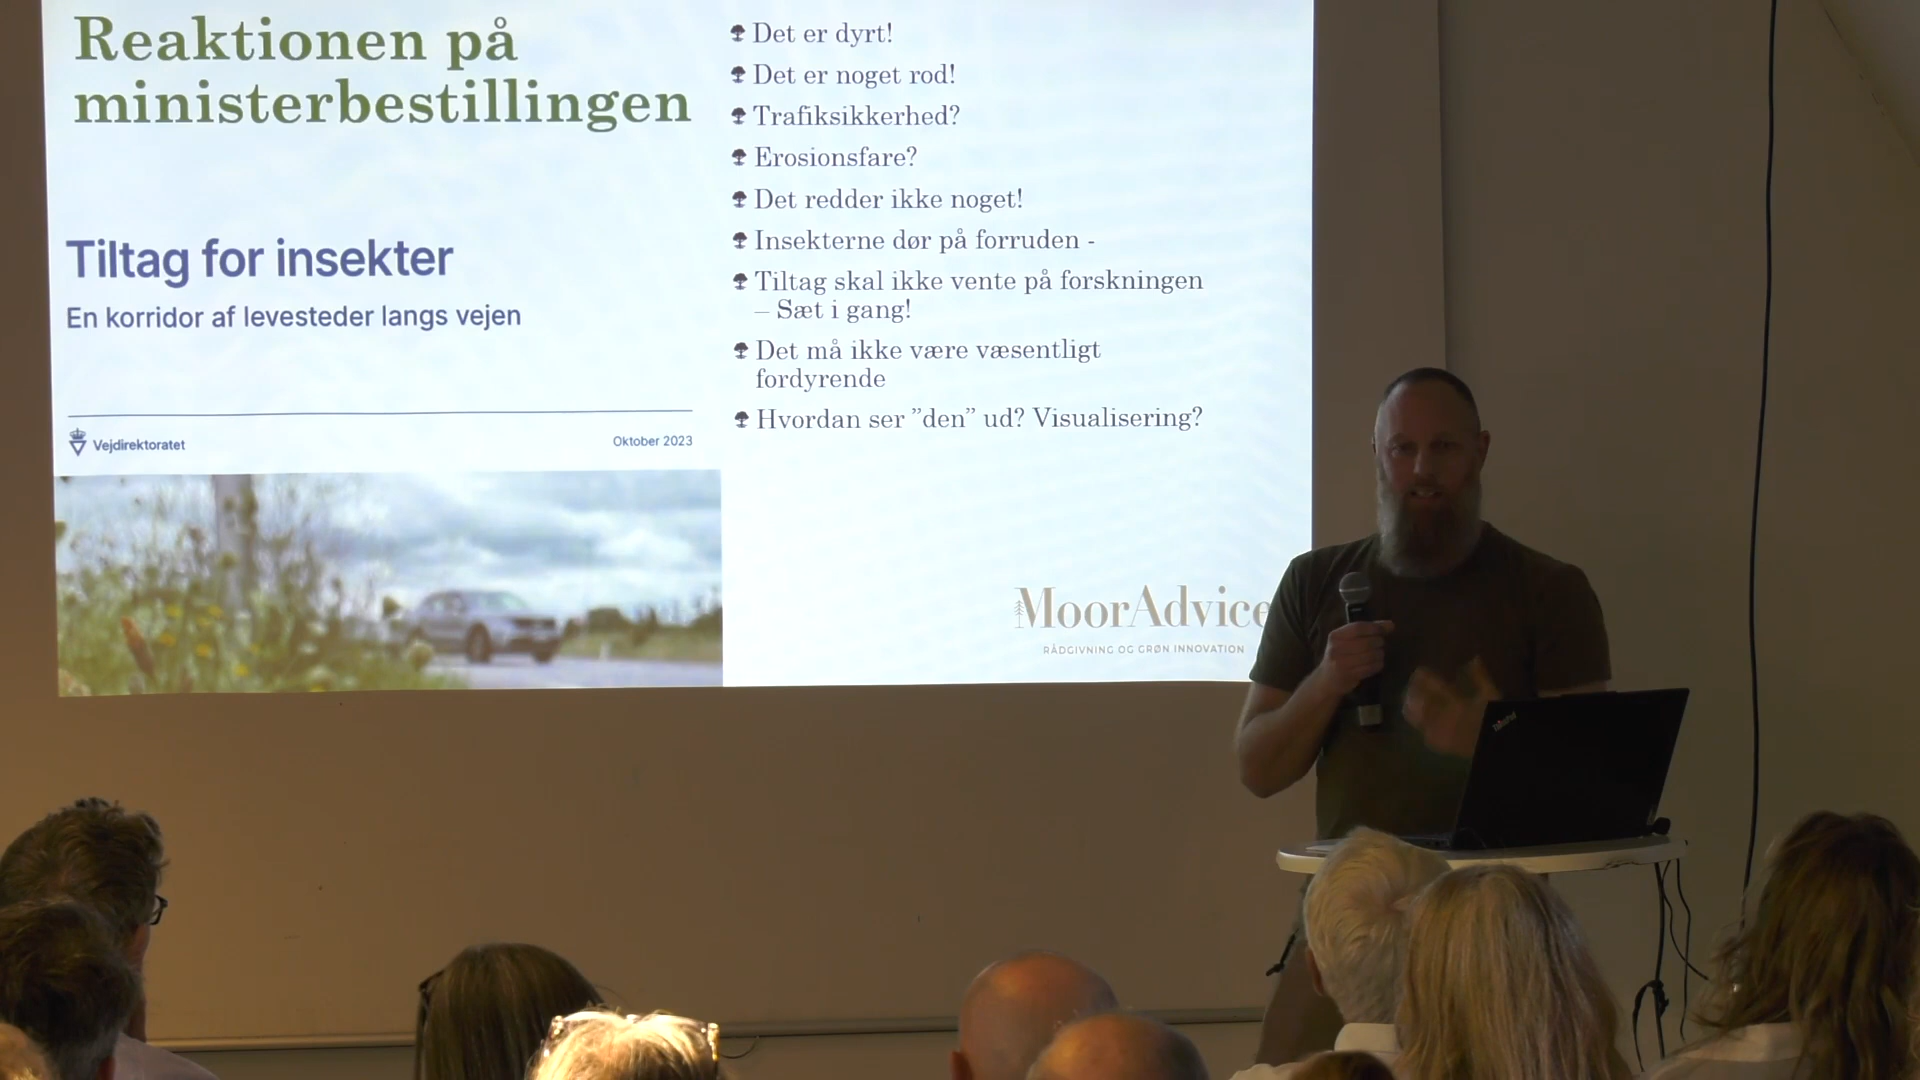 Reaktionen på
ministerbestillingen
Tiltag for insekter
En korridor af levesteder langs vejen
Vejdirektoratet
Oktober 2023
Det er dyrt!
Det er noget rod!
Trafiksikkerhed?
Erosionsfare?
Det redder ikke noget!
Insekterne dør på forruden -
Tiltag skal ikke vente på forskningen
– Sæt i gang!
Det må ikke være væsentligt
fordyrende
Hvordan ser ”den” ud? Visualisering?
MoorAdvice
RÅDGIVNING OG GRØN INNOVATION
ThinkPad